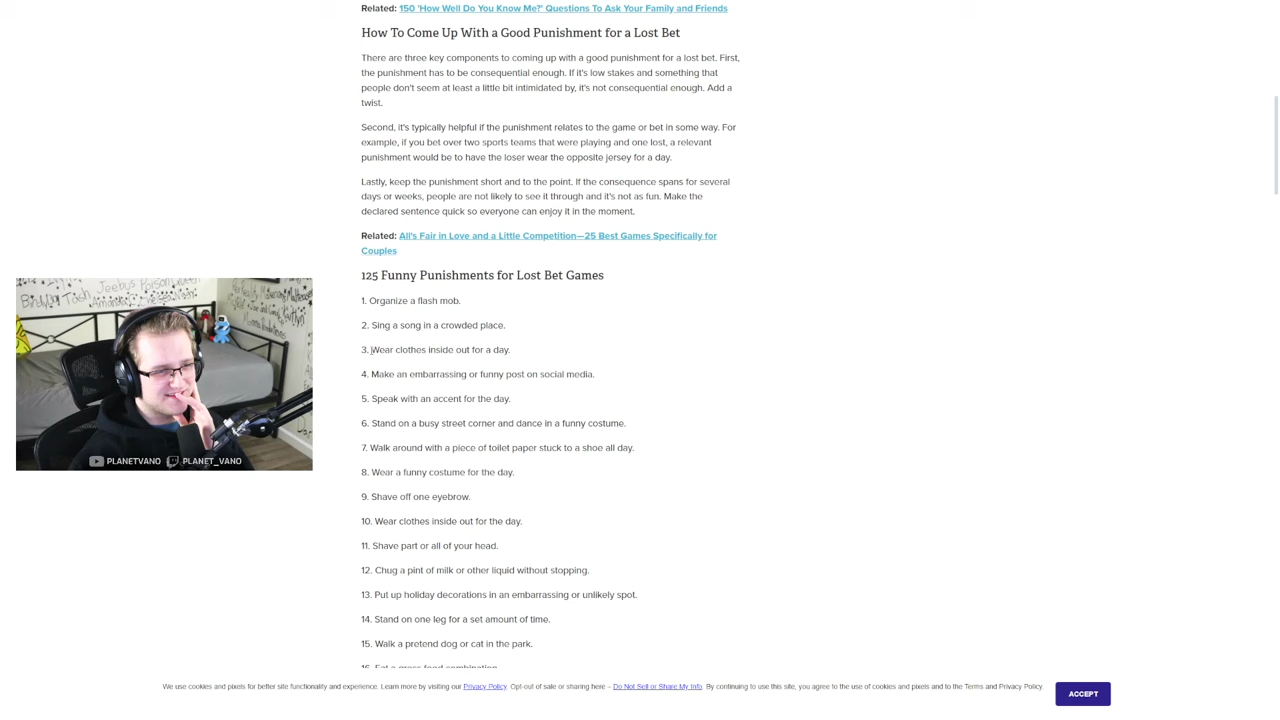 Related: 150 'How Well Do You Know Me?' Questions To Ask Your Family and Friends
How To Come Up With a Good Punishment for a Lost Bet
There are three key components to coming up with a good punishment for a lost bet. First,
the punishment has to be consequential enough. If it's low stakes and something that
people don't seem at least a little bit intimidated by, it's not consequential enough. Add a
twist.
Second, it's typically helpful if the punishment relates to the game or bet in some way. For
example, if you bet over two sports teams that were playing and one lost, a relevant
punishment would be to have the loser wear the opposite jersey for a day.
Lastly, keep the punishment short and to the point. If the consequence spans for several
days or weeks, people are not likely to see it through and it's not as fun. Make the
declared sentence quick so everyone can enjoy it in the moment.
Related: All's Fair in Love and a Little Competition—25 Best Games Specifically for
Couples
125 Funny Punishments for Lost Bet Games
1. Organize a flash mob.
2. Sing a song in a crowded place.
3. Wear clothes inside out for a day.
4. Make an embarrassing or funny post on social media.
5. Speak with an accent for the day.
6. Stand on a busy street corner and dance in a funny costume.
7. Walk around with a piece of toilet paper stuck to a shoe all day.
8. Wear a funny costume for the day.
9. Shave off one eyebrow.
10. Wear clothes inside out for the day.
11. Shave part or all of your head.
12. Chug a pint of milk or other liquid without stopping.
13. Put up holiday decorations in an embarrassing or unlikely spot.
14. Stand on one leg for a set amount of time.
15. Walk a pretend dog or cat in the park.
16. Eat a gross food combination.
Jeebus Poison
Tash
PLANETVANO PLANET_VANO
We use cookies and pixels for better site functionality and experience. Learn more by visiting our Privacy Policy. Opt-out of sale or sharing here – Do Not Sell or Share My Info. By continuing to use this site, you agree to the use of cookies and pixels and to the Terms and Privacy Policy
ACCEPT